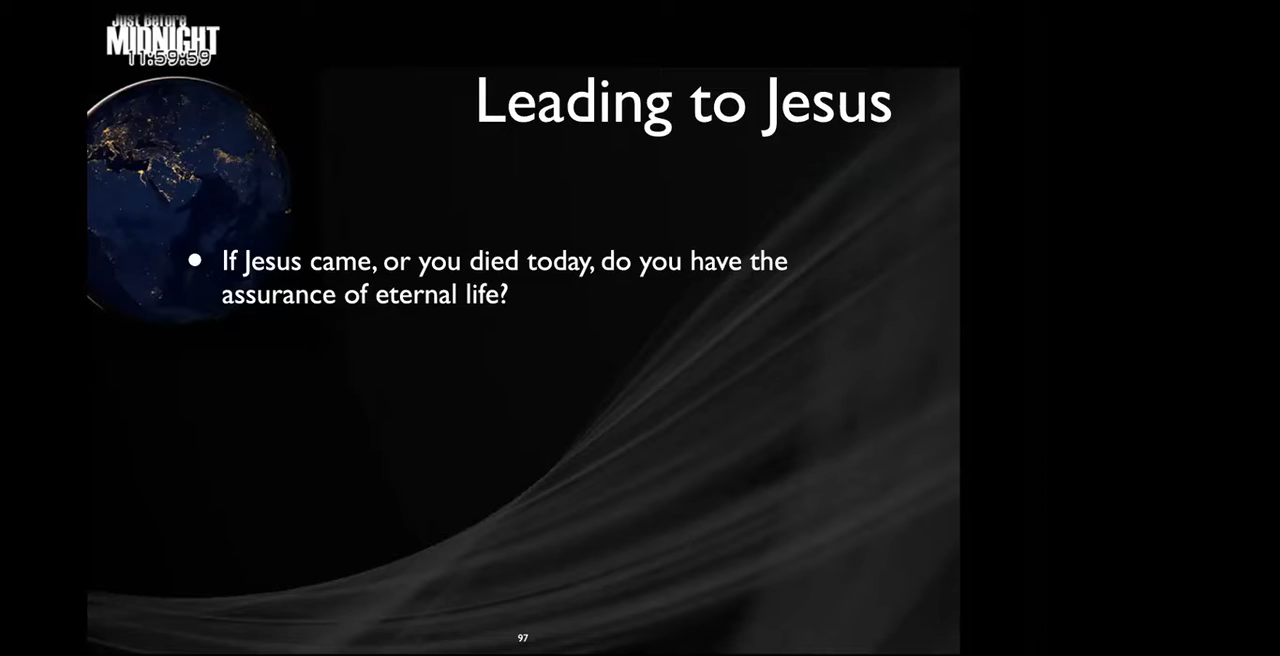 Just Before
MIDNIGHT
11:59:59
Leading to Jesus
• If Jesus came, or you died today, do you have the
assurance of eternal life?
97